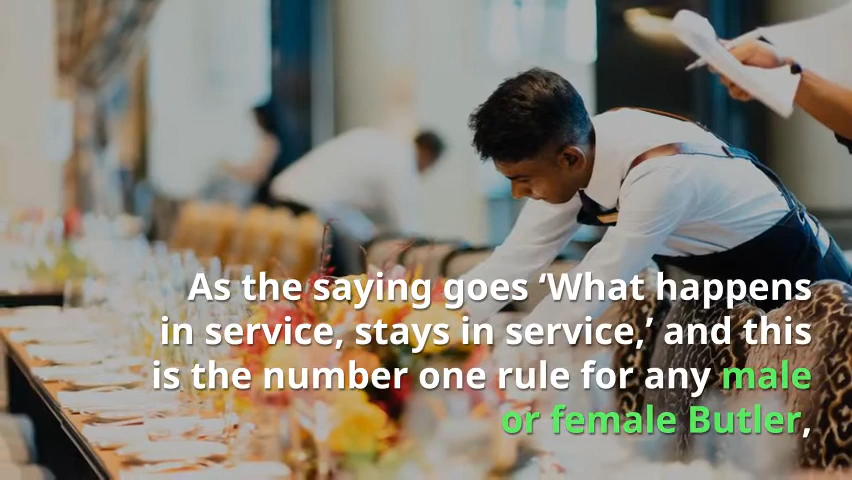 As the saying goes ‘What happens
in service, stays in service,’ and this
is the number one rule for any male
or female Butler,